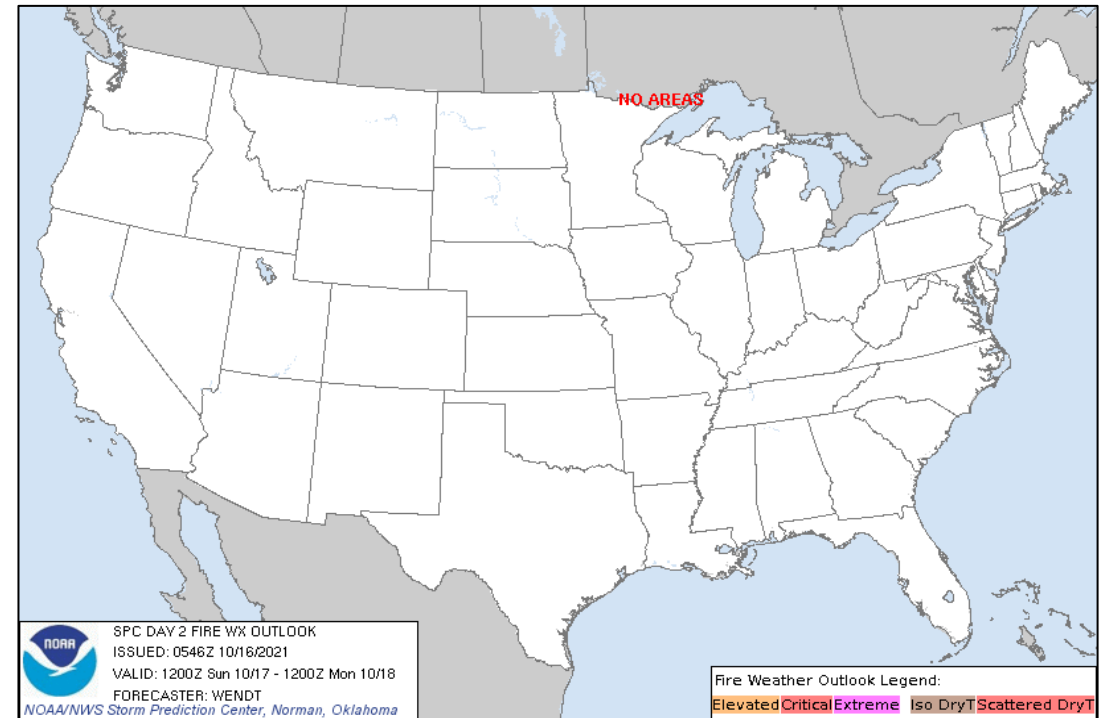 NO AREAS
NOAA
SPC DAY 2 FIRE WX OUTLOOK
ISSUED: 0546Z 10/16/2021
VALID: 1200Z Sun 10/17 - 1200Z Mon 10/18
FORECASTER: WENDT
NOAA/NWS Storm Prediction Center, Norman, Oklahoma
Fire Weather Outlook Legend:
Elevated Critical Extreme Iso DryT Scattered DryT